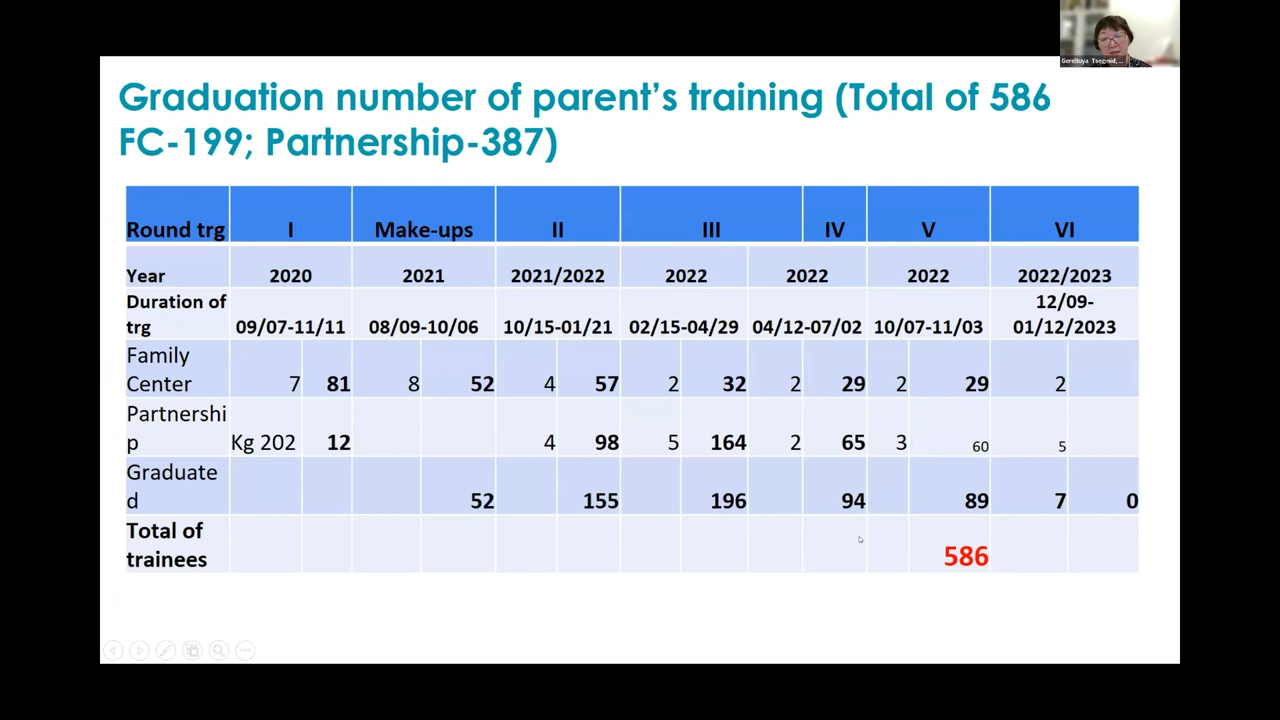 Gereltuya Tsegmid, ...
Graduation number of parent's training (Total of 586
FC-199; Partnership-387)
Round trg I Make-ups II III IV V VI
Year 2020 2021 2021/2022 2022 2022 2022 2022/2023
Duration of trg 09/07-11/11 08/09-10/06 10/15-01/21 02/15-04/29 04/12-07/02 10/07-11/03 12/09-01/12/2023
Family Center 7 81 8 52 4 57 2 32 2 29 2 29 2
Partnership Kg 202 12 4 98 5 164 2 65 3 60 5
Graduated 52 155 196 94 89 7 0
Total of trainees 586